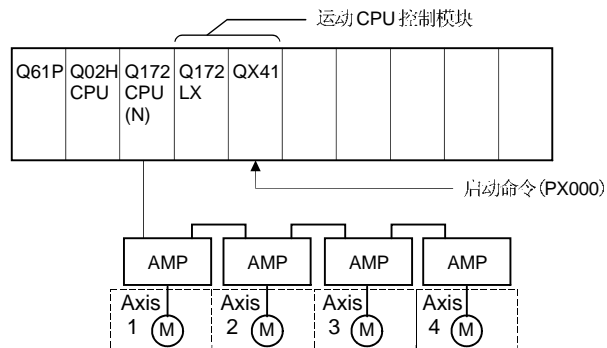 运动CPU控制模块
Q61P
Q02H
CPU
Q172
CPU
(N)
Q172
LX
QX41
启动命令(PX000)
AMP
AMP
AMP
AMP
Axis
1
M
Axis
2
M
Axis
3
M
Axis
4
M